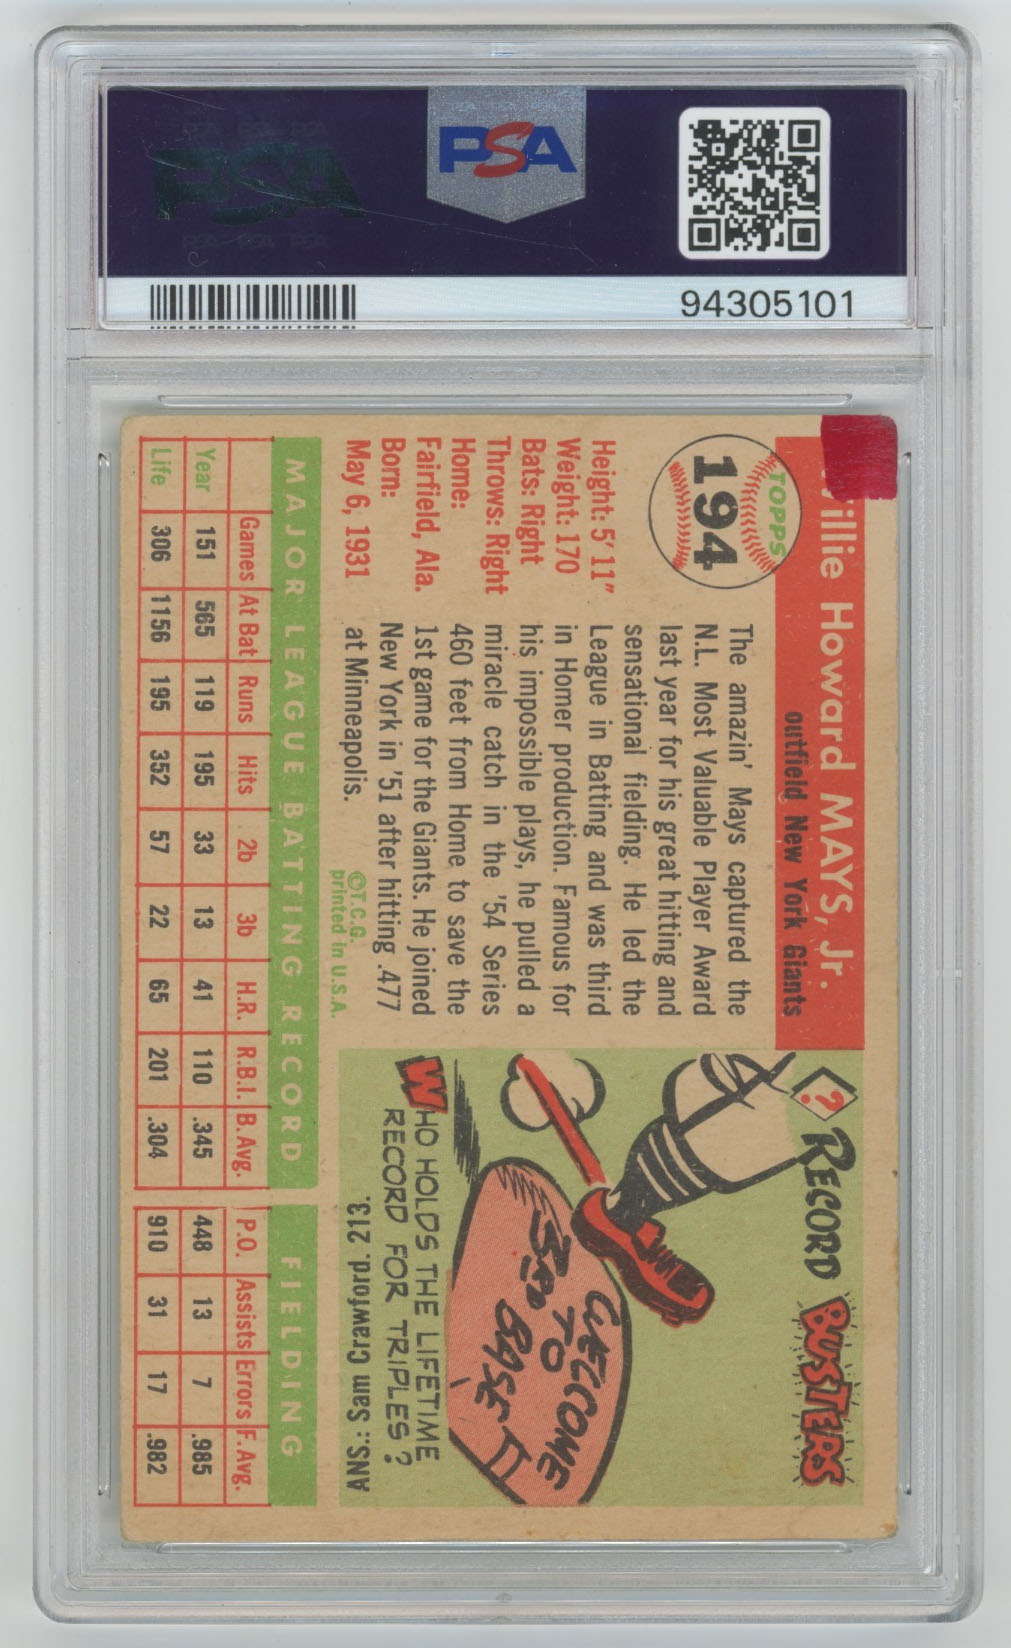 PSA
94305101
TOPPS
194
Willie Howard MAYS, Jr.
outfield New York Giants
Height: 5' 11"
Weight: 170
Bats: Right
Throws: Right
Home:
Fairfield, Ala.
Born:
May 6, 1931
The amazin' Mays captured the
N.L. Most Valuable Player Award
last year for his great hitting and
sensational fielding. He led the
League in Batting and was third
in Homer production. Famous for
his impossible plays, he pulled a
miracle catch in the '54 Series
460 feet from Home to save the
1st game for the Giants. He joined
New York in '51 after hitting .477
at Minneapolis.
©T.C.G.
printed in U.S.A.
? RECORD BUSTERS
WELCOME
TO
3RD BASE
WHO HOLDS THE LIFETIME
RECORD FOR TRIPLES?
ANS.: Sam Crawford. 213.
MAJOR LEAGUE BATTING RECORD FIELDING
Games At Bat Runs Hits 2b 3b H.R. R.B.I. B. Avg. P.O. Assists Errors F. Avg.
Year 151 565 119 195 33 13 41 110 .345 448 13 7 .985
Life 306 1156 195 352 57 22 65 201 .304 910 31 17 .982